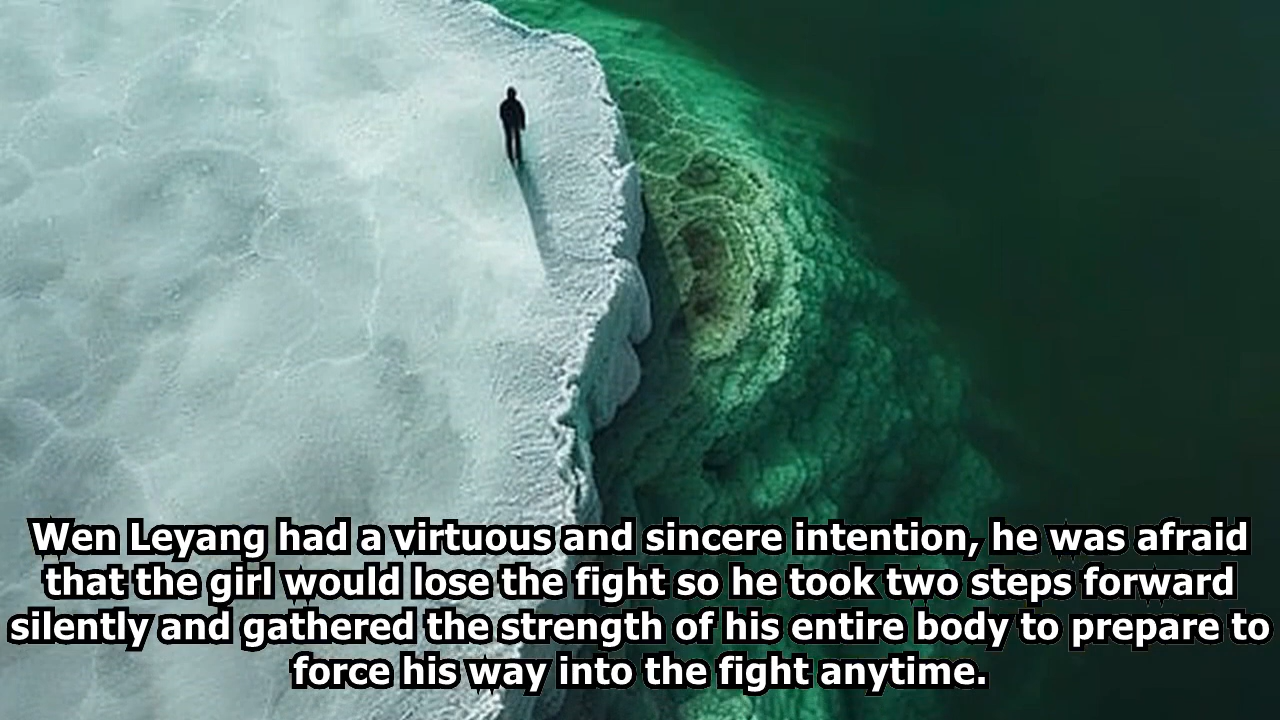 Wen Leyang had a virtuous and sincere intention, he was afraid
that the girl would lose the fight so he took two steps forward
silently and gathered the strength of his entire body to prepare to
force his way into the fight anytime.